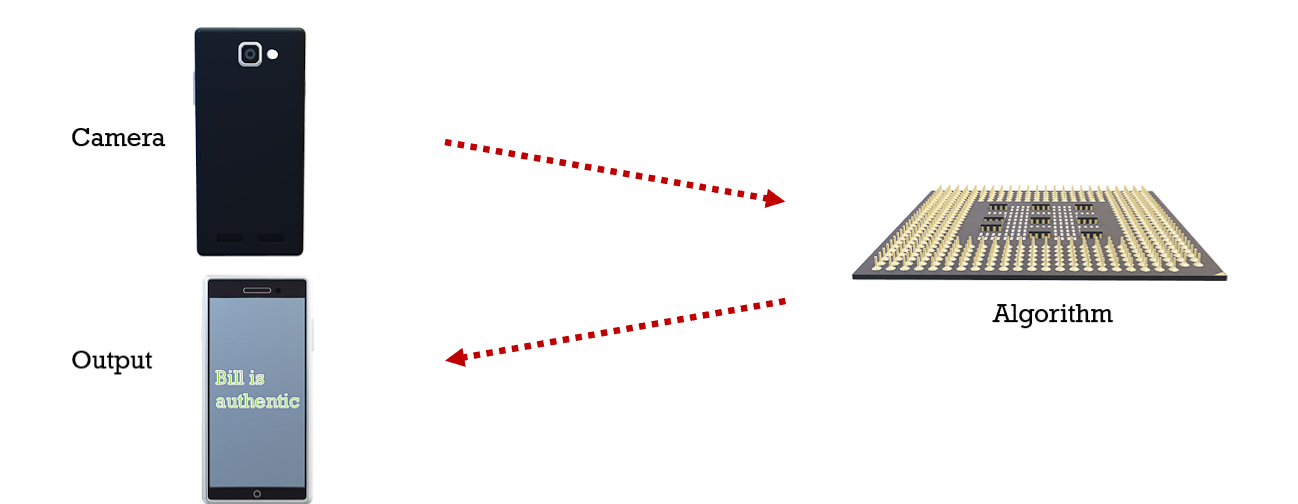 Camera
Algorithm
Output
Bill is
authentic